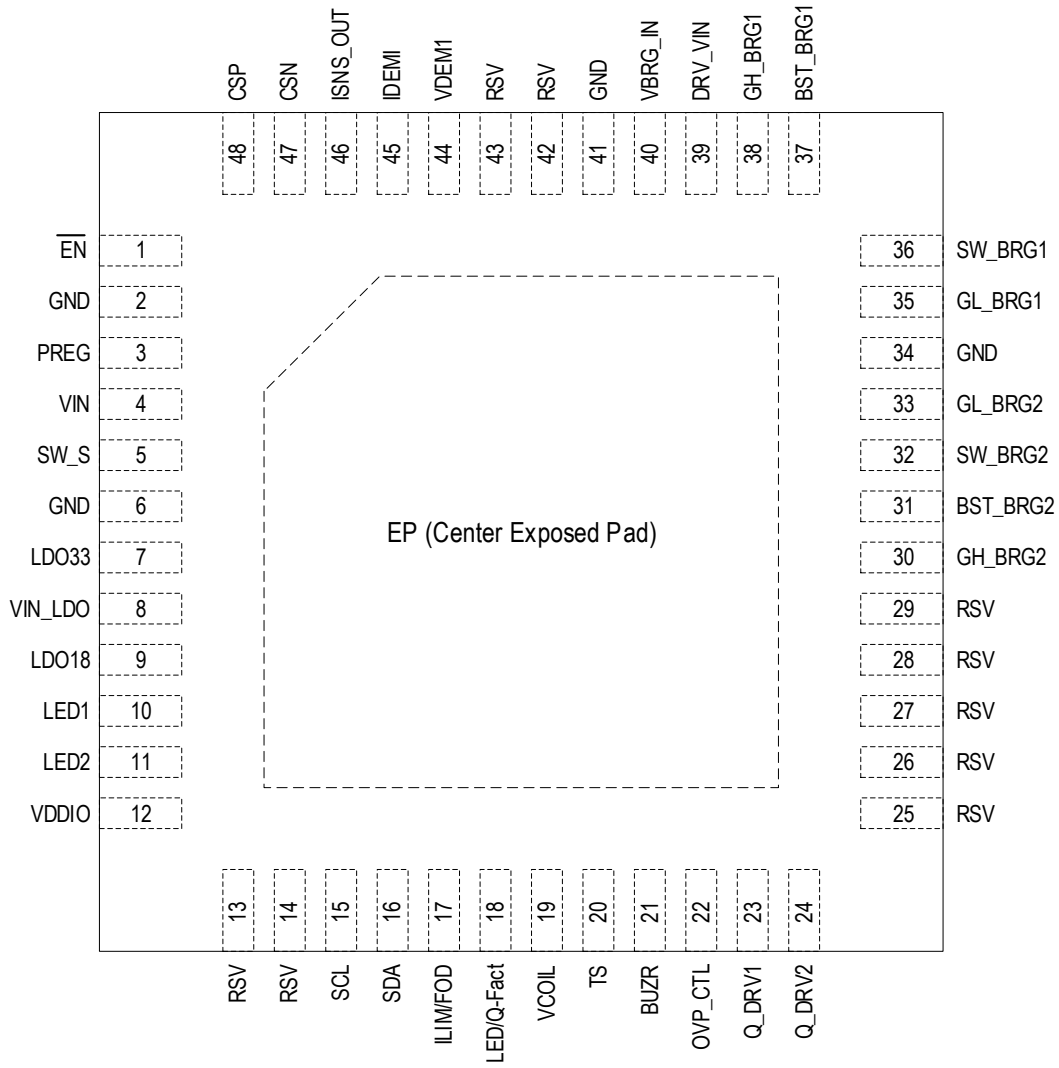 CSP
CSN
ISNS_OUT
IDEMI
VDEM1
RSV
RSV
GND
VBRG_IN
DRV_VIN
GH_BRG1
BST_BRG1
48
47
46
45
44
43
42
41
40
39
38
37
EN 1
GND 2
PREG 3
VIN 4
SW_S 5
GND 6
LDO33 7
VIN_LDO 8
LDO18 9
LED1 10
LED2 11
VDDIO 12
EP (Center Exposed Pad)
36 SW_BRG1
35 GL_BRG1
34 GND
33 GL_BRG2
32 SW_BRG2
31 BST_BRG2
30 GH_BRG2
29 RSV
28 RSV
27 RSV
26 RSV
25 RSV
13
14
15
16
17
18
19
20
21
22
23
24
RSV
RSV
SCL
SDA
ILIM/FOD
LED/Q-Fact
VCOIL
TS
BUZR
OVP_CTL
Q_DRV1
Q_DRV2